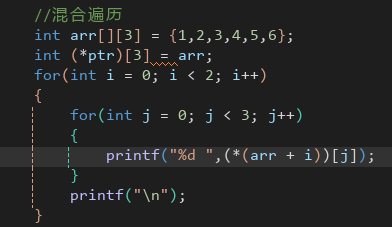 //混合遍历
int arr[][3] = {1,2,3,4,5,6};
int (*ptr)[3] = arr;
for(int i = 0; i < 2; i++)
{
for(int j = 0; j < 3; j++)
{
printf("%d ",(*(arr + i))[j]);
}
printf("\n");
}